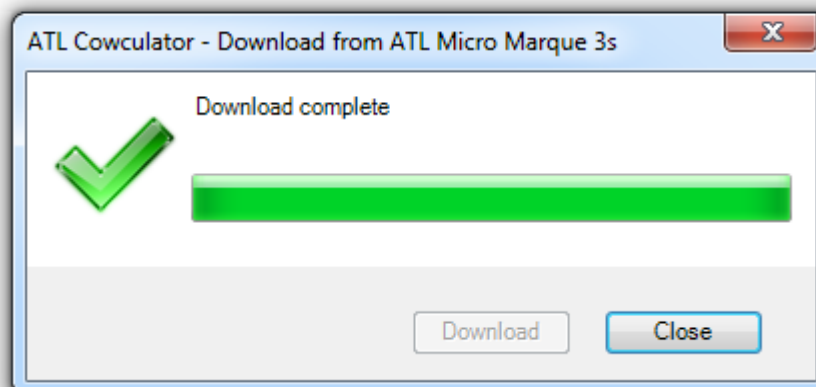 ATL Cowculator - Download from ATL Micro Marque 3s
Download complete
Download
Close